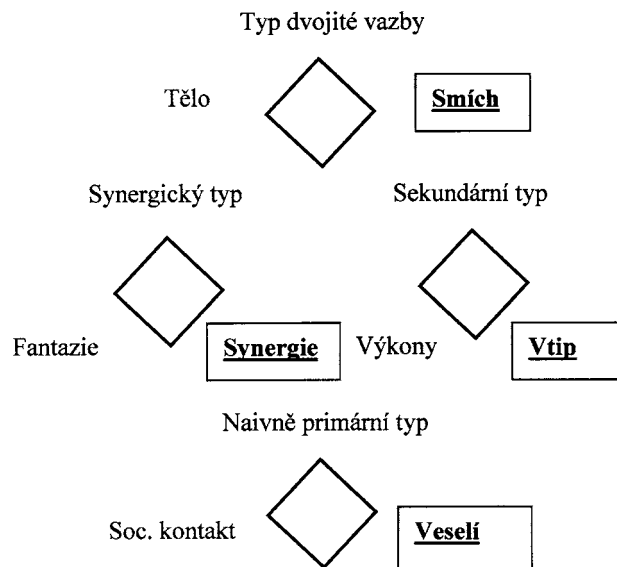 Typ dvojité vazby
Tělo
Smích
Synergický typ
Sekundární typ
Fantazie
Synergie
Výkony
Vtip
Naivně primární typ
Soc. kontakt
Veselí